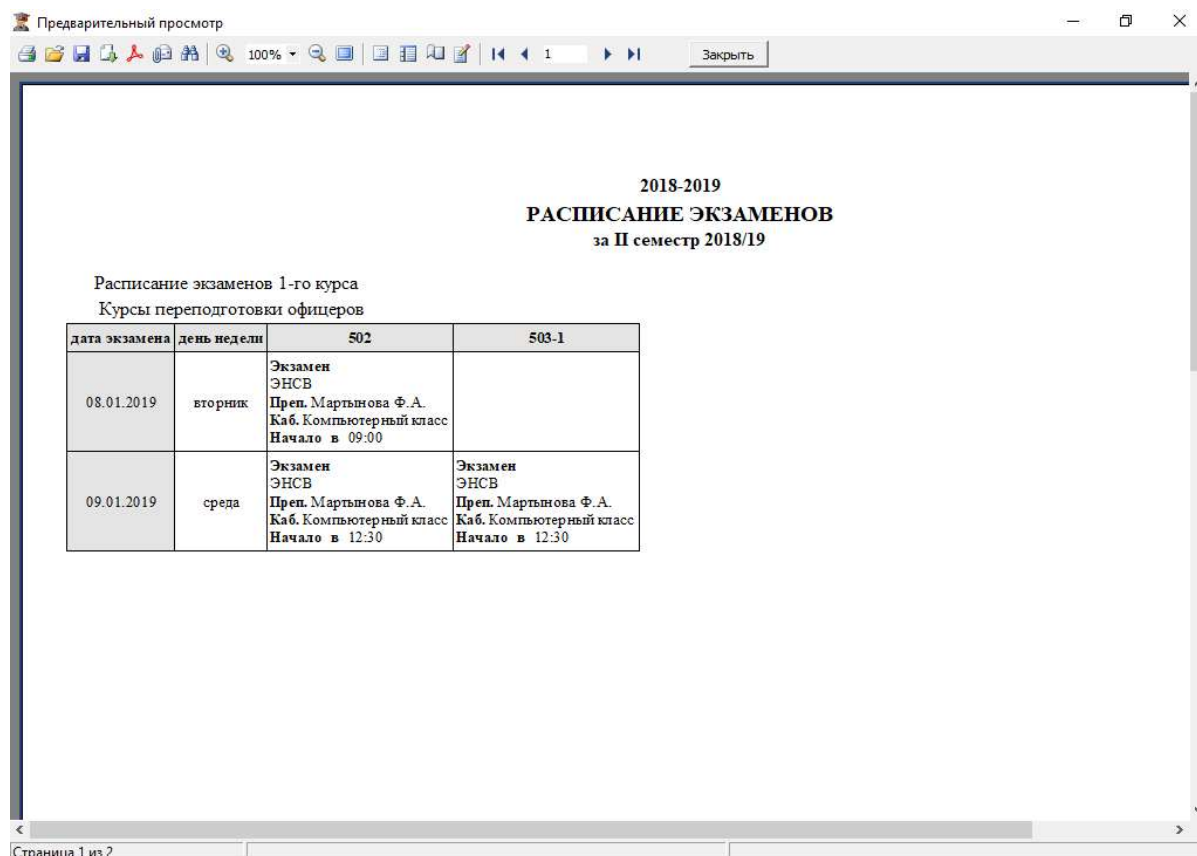 Предварительный просмотр
100% 1 Закрыть
2018-2019
РАСПИСАНИЕ ЭКЗАМЕНОВ
за II семестр 2018/19
Расписание экзаменов 1-го курса
Курсы переподготовки офицеров
дата экзамена день недели 502 503-1
08.01.2019 вторник
Экзамен
ЭНСВ
Преп. Мартынова Ф.А.
Каб. Компьютерный класс
Начало в 09:00
09.01.2019 среда
Экзамен
ЭНСВ
Преп. Мартынова Ф.А.
Каб. Компьютерный класс
Начало в 12:30
Экзамен
ЭНСВ
Преп. Мартынова Ф.А.
Каб. Компьютерный класс
Начало в 12:30
Страница 1 из 2